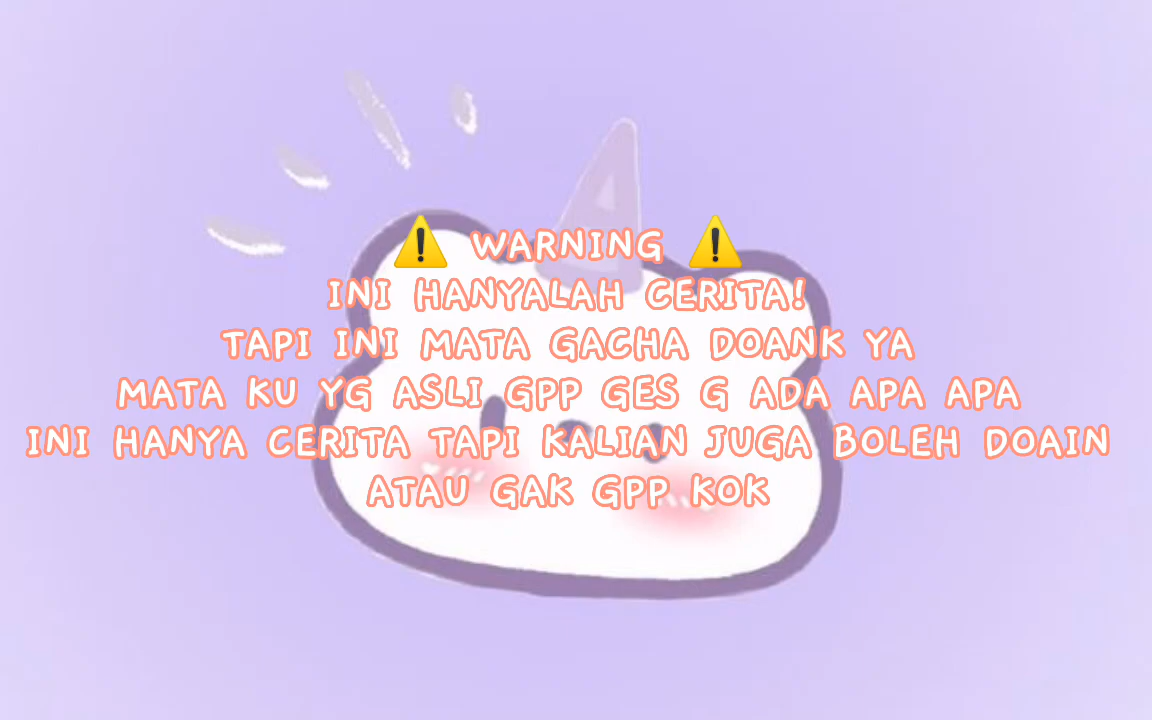 ⚠️ WARNING ⚠️
INI HANYALAH CERITA!
TAPI INI MATA GACHA DOANK YA
MATA KU YG ASLI GPP GES G ADA APA APA
INI HANYA CERITA TAPI KALIAN JUGA BOLEH DOAIN
ATAU GAK GPP KOK